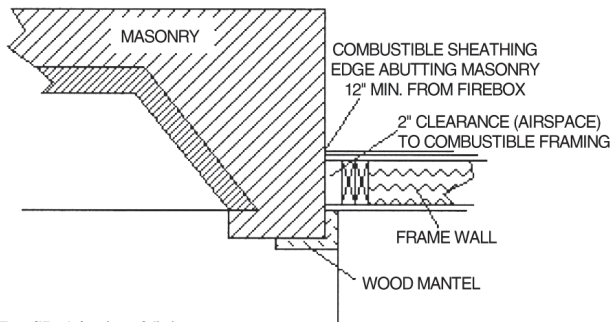 MASONRY
COMBUSTIBLE SHEATHING
EDGE ABUTTING MASONRY
12" MIN. FROM FIREBOX
2" CLEARANCE (AIRSPACE)
TO COMBUSTIBLE FRAMING
FRAME WALL
WOOD MANTEL